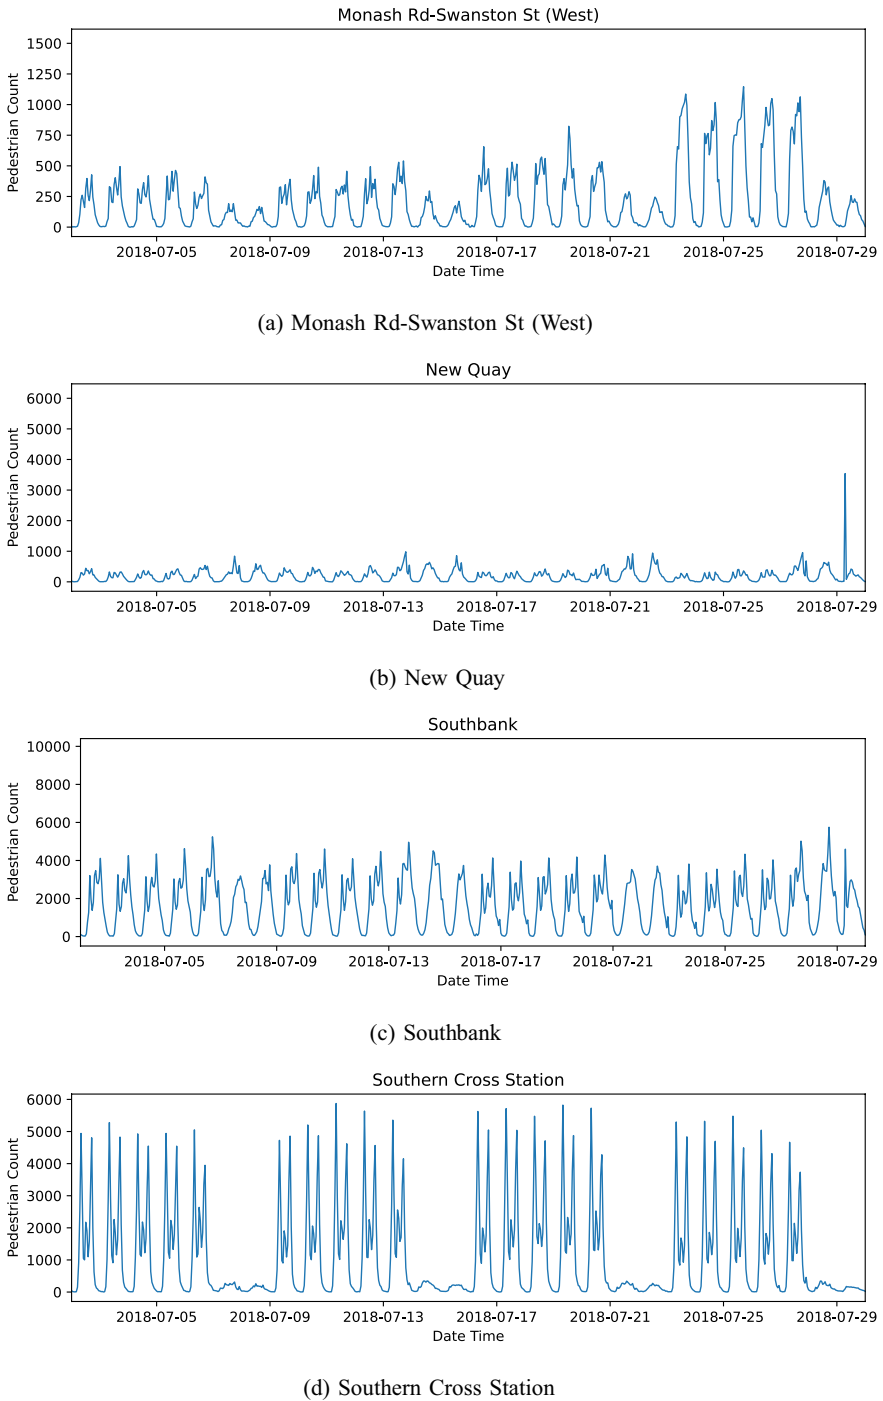 Monash Rd-Swanston St (West)
1500
1250
1000
750
500
250
0
Pedestrian Count
2018-07-05 2018-07-09 2018-07-13 2018-07-17 2018-07-21 2018-07-25 2018-07-29
Date Time
(a) Monash Rd-Swanston St (West)
New Quay
6000
5000
4000
3000
2000
1000
0
Pedestrian Count
2018-07-05 2018-07-09 2018-07-13 2018-07-17 2018-07-21 2018-07-25 2018-07-29
Date Time
(b) New Quay
Southbank
10000
8000
6000
4000
2000
0
Pedestrian Count
2018-07-05 2018-07-09 2018-07-13 2018-07-17 2018-07-21 2018-07-25 2018-07-29
Date Time
(c) Southbank
Southern Cross Station
6000
5000
4000
3000
2000
1000
0
Pedestrian Count
2018-07-05 2018-07-09 2018-07-13 2018-07-17 2018-07-21 2018-07-25 2018-07-29
Date Time
(d) Southern Cross Station